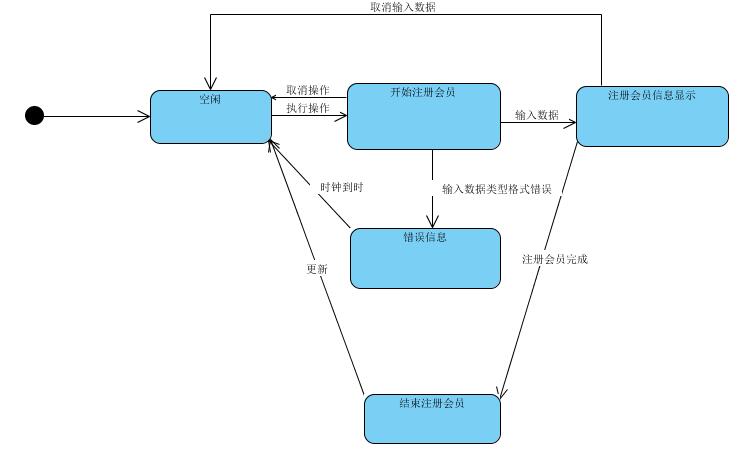 取消输入数据
空闲
取消操作
执行操作
开始注册会员
输入数据
注册会员信息显示
时钟到时
输入数据类型格式错误
错误信息
更新
注册会员完成
结束注册会员